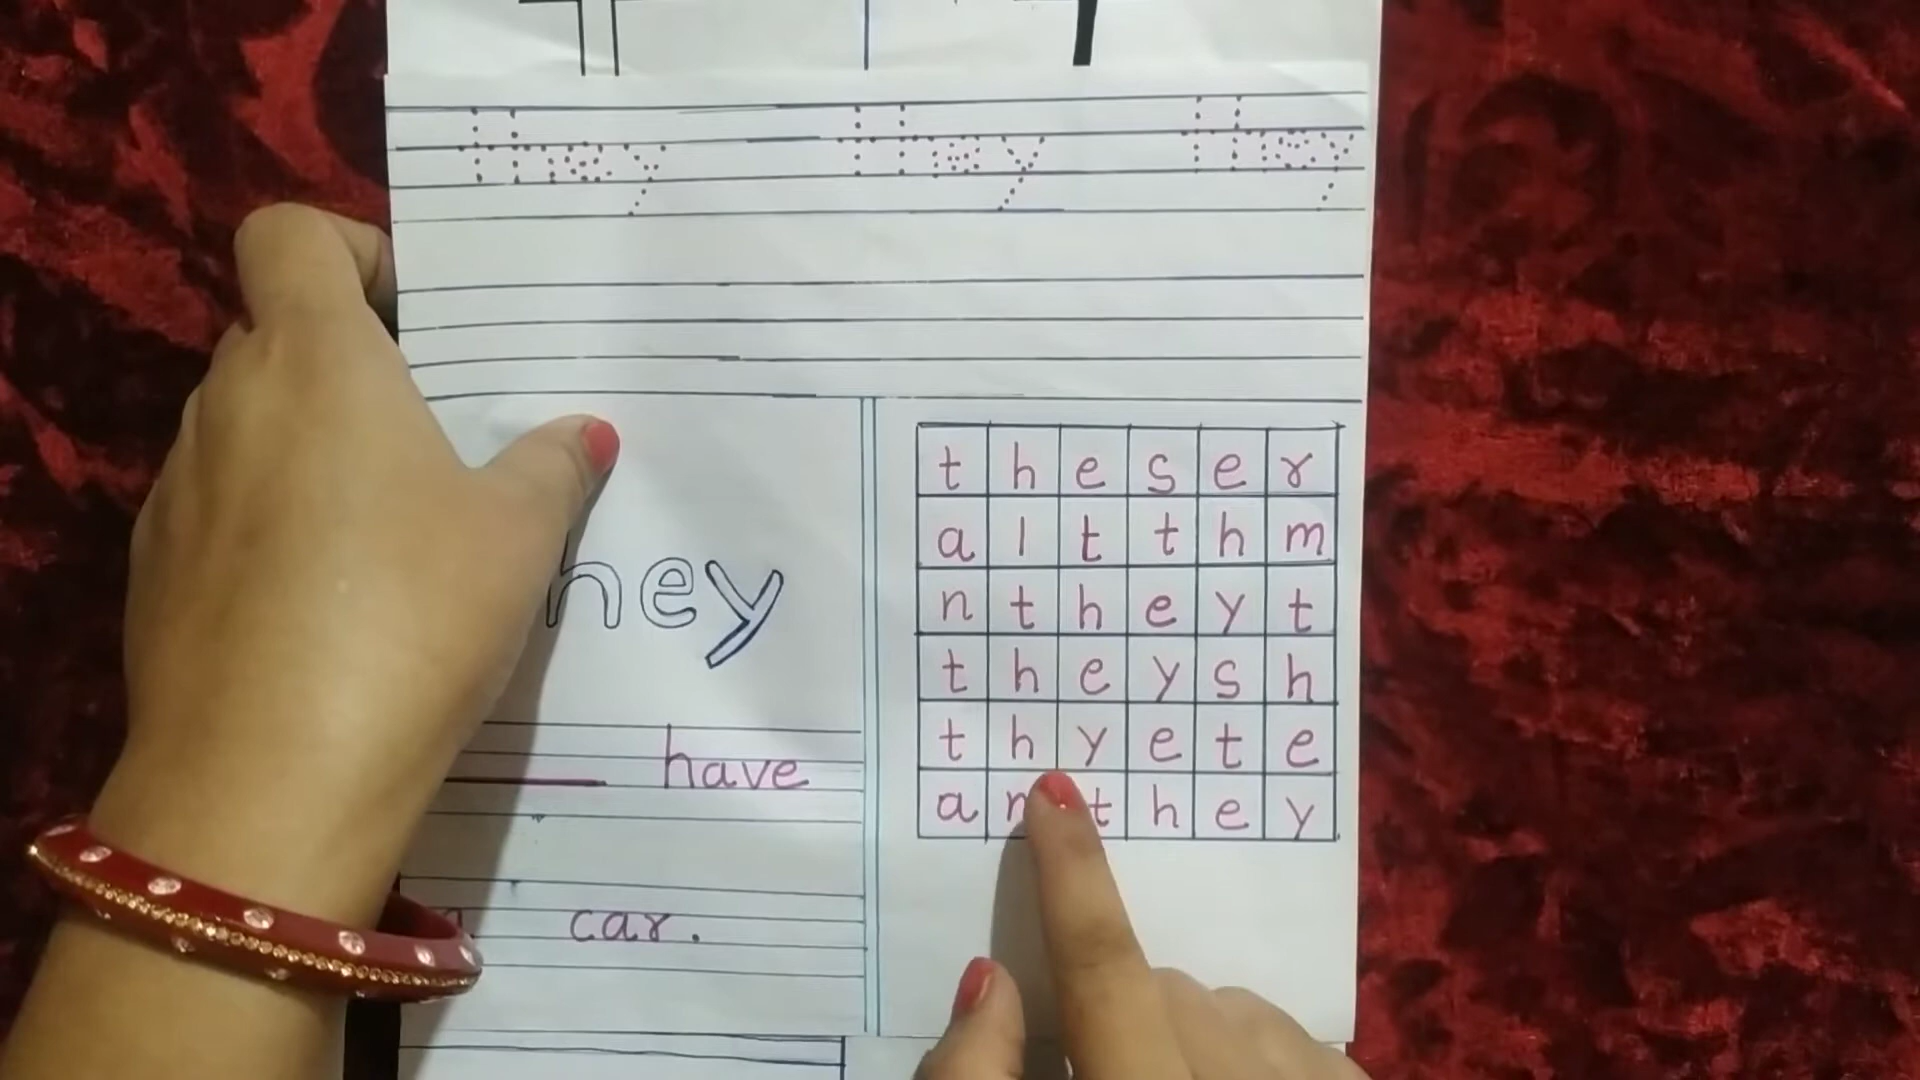 they they they
hey
have
car.
t h e s e r
a l t t h m
n t h e y t
t h e y s h
t h y e t e
a n t h e y